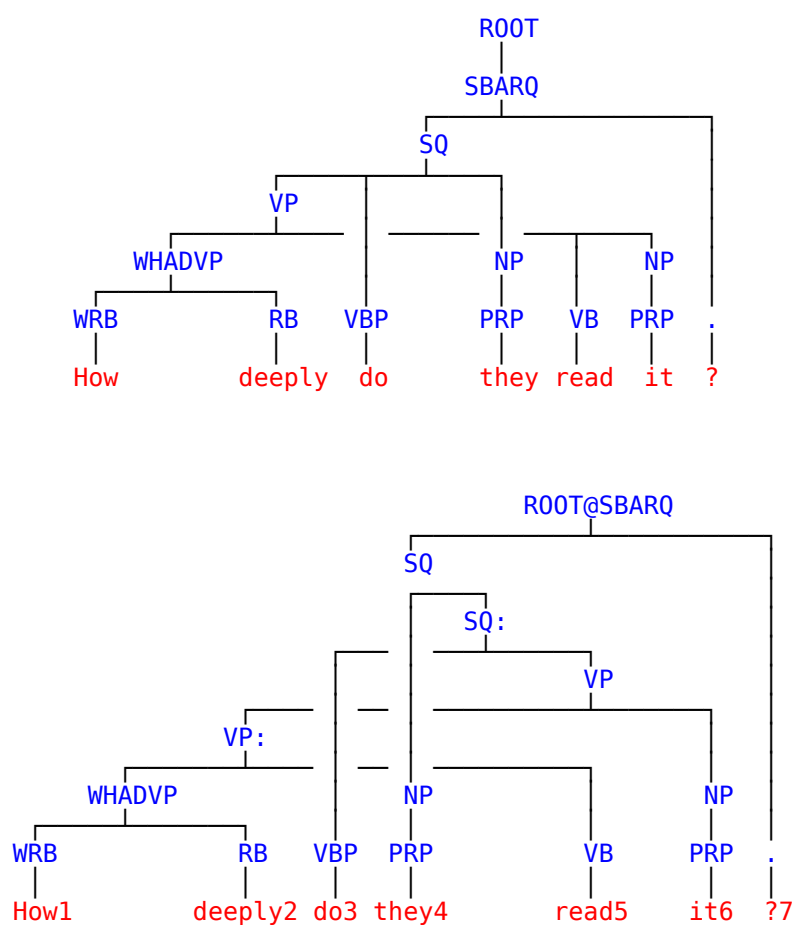 ROOT
SBARQ
SQ
VP
WHADVP NP NP
WRB RB VBP PRP VB PRP .
How deeply do they read it ?
ROOT@SBARQ
SQ
SQ:
VP
VP:
WHADVP NP NP
WRB RB VBP PRP VB PRP .
How1 deeply2 do3 they4 read5 it6 ?7